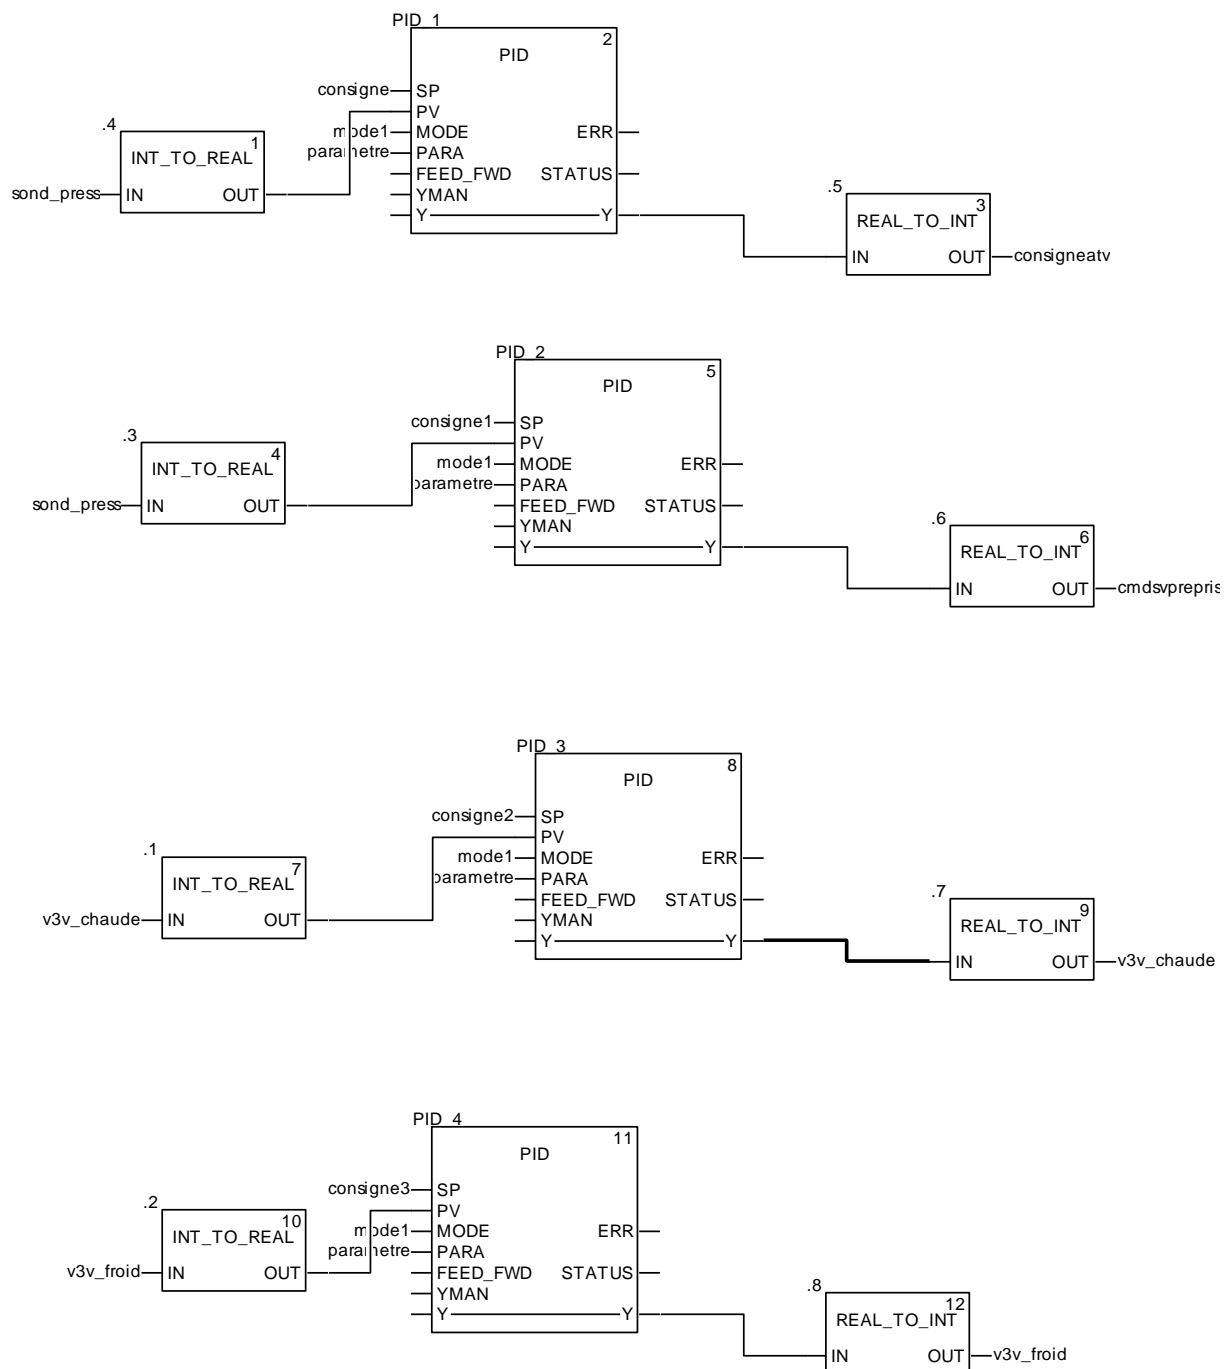 PID_1
2
PID
consigne SP
PV
.4
mode1 MODE ERR
1
parametre PARA
INT_TO_REAL
FEED_FWD STATUS
sond_press IN OUT
YMAN
.5
3
Y Y
REAL_TO_INT
IN OUT consigneatv
PID_2
5
PID
consigne1 SP
.3
PV
4
mode1 MODE ERR
INT_TO_REAL
parametre PARA
sond_press IN OUT
FEED_FWD STATUS
.6
YMAN
6
Y Y
REAL_TO_INT
IN OUT cmdsvprepris
PID_3
8
PID
consigne2 SP
PV
.1
mode1 MODE ERR
7
INT_TO_REAL
parametre PARA
.7
FEED_FWD STATUS
9
v3v_chaude IN OUT
YMAN
REAL_TO_INT
Y Y
IN OUT v3v_chaude
PID_4
11
PID
consigne3 SP
.2
PV
10
mode1 MODE ERR
INT_TO_REAL
parametre PARA
v3v_froid IN OUT
FEED_FWD STATUS
.8
YMAN
12
Y Y
REAL_TO_INT
IN OUT v3v_froid